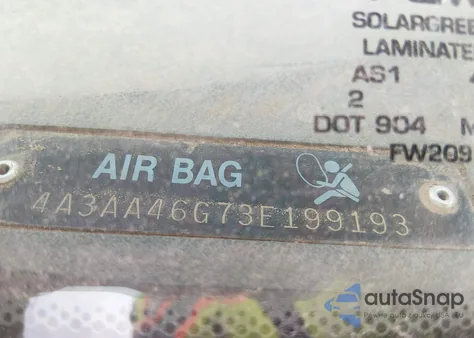 SOLARGREE
LAMINATE
AS1
2
DOT 904 M
FW209
AIR BAG
4A3AA46G73E199193
autoSnap